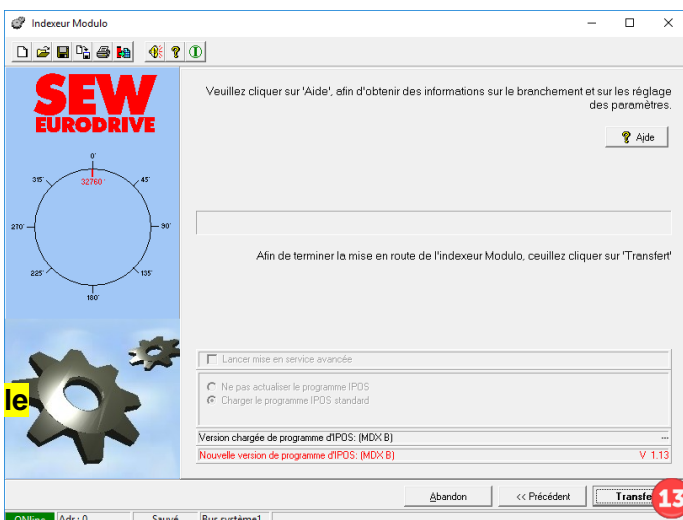 Indexeur Modulo
SEW
EURODRIVE
Veuillez cliquer sur 'Aide', afin d'obtenir des informations sur le branchement et sur les réglage
des paramètres.
Aide
0'
32760'
315'
45'
270'
90'
225'
135'
180'
Afin de terminer la mise en route de l'indexeur Modulo, ceuillez cliquer sur 'Transfert'
Lancer mise en service avancée
Ne pas actualiser le programme IPOS
Charger le programme IPOS standard
le
Version chargée de programme d'IPOS: (MDX B) ---
Nouvelle version de programme d'IPOS: (MDX B) V 1.13
Abandon
<< Précédent
Transfe
13
ONline
Adr : 0
Sauvé
Bus système1